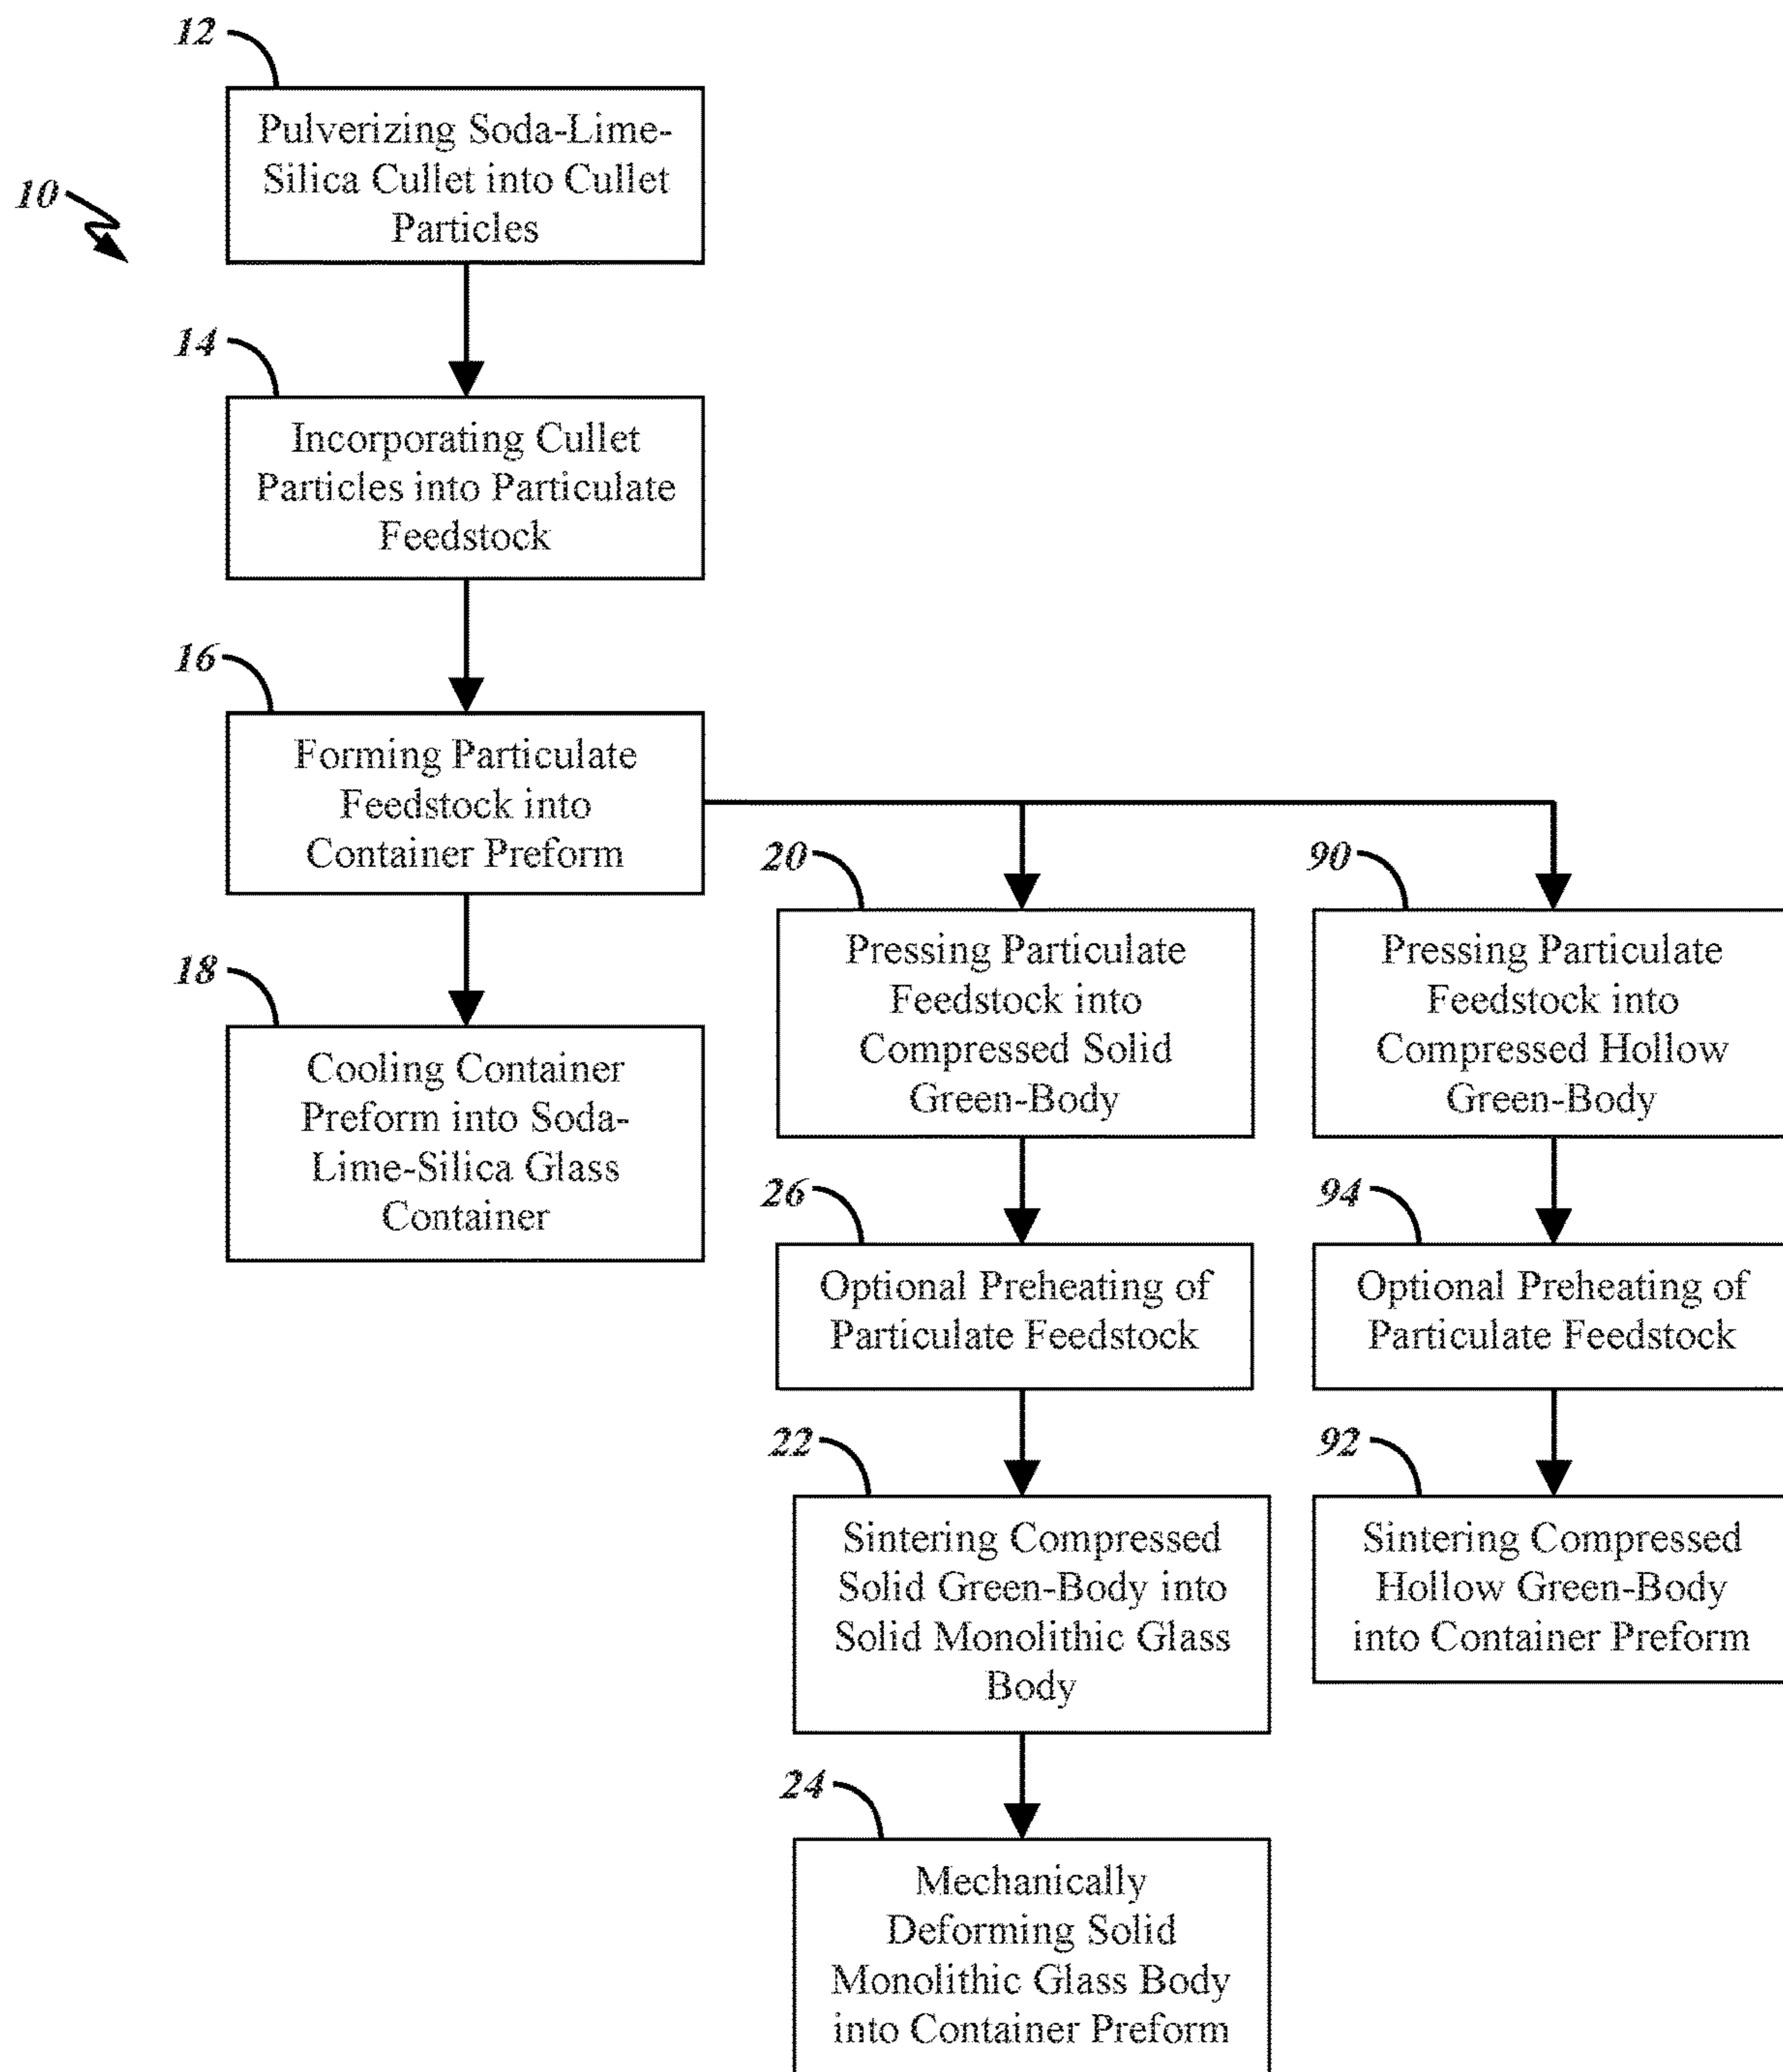 12
Pulverizing Soda-Lime-
Silica Cullet into Cullet
Particles
10
14
Incorporating Cullet
Particles into Particulate
Feedstock
16
Forming Particulate
Feedstock into
Container Preform
18
Cooling Container
Preform into Soda-
Lime-Silica Glass
Container
20
Pressing Particulate
Feedstock into
Compressed Solid
Green-Body
26
Optional Preheating of
Particulate Feedstock
22
Sintering Compressed
Solid Green-Body into
Solid Monolithic Glass
Body
24
Mechanically
Deforming Solid
Monolithic Glass Body
into Container Preform
90
Pressing Particulate
Feedstock into
Compressed Hollow
Green-Body
94
Optional Preheating of
Particulate Feedstock
92
Sintering Compressed
Hollow Green-Body
into Container Preform